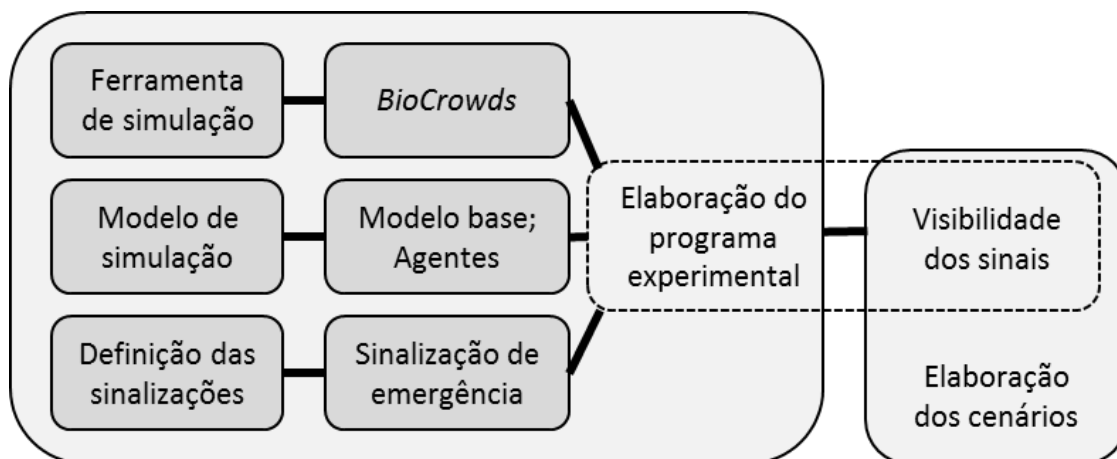 Ferramenta
de simulação
BioCrowds
Modelo de
simulação
Modelo base;
Agentes
Definição das
sinalizações
Sinalização de
emergência
Elaboração do
programa
experimental
Visibilidade
dos sinais
Elaboração
dos cenários